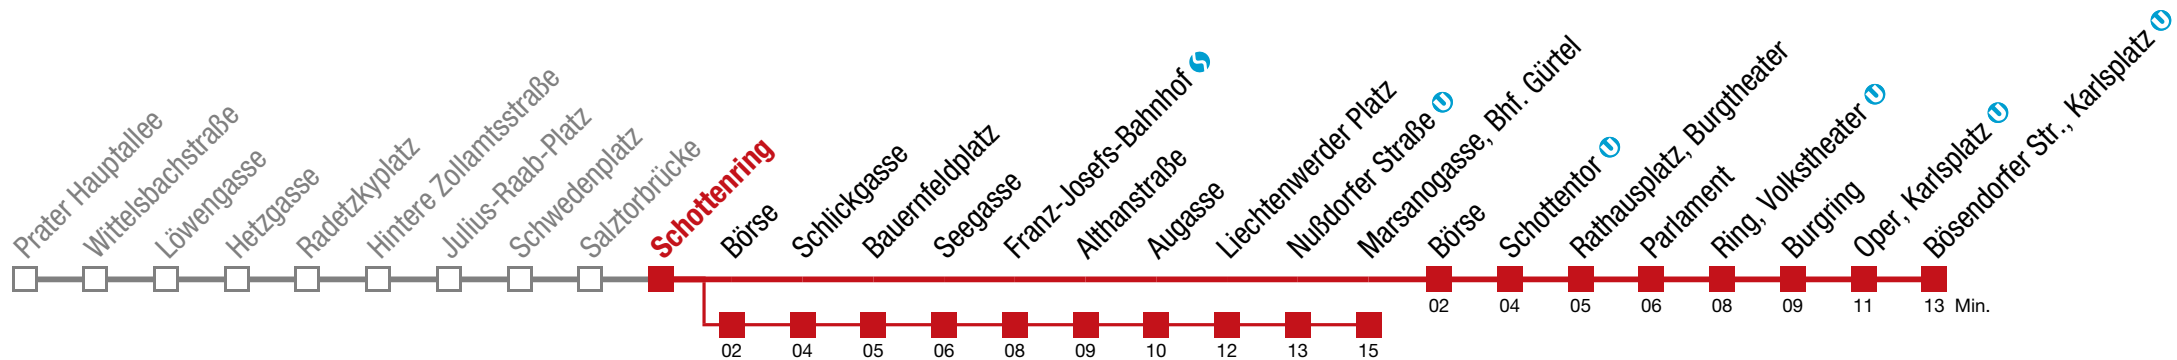 Prater Hauptallee
Wittelsbachstraße
Löwengasse
Hetzgasse
Radetzkyplatz
Hintere Zollamtsstraße
Julius-Raab-Platz
Schwedenplatz
Salztorbrücke
Schottenring
Börse
Schlickgasse
Bauernfeldplatz
Seegasse
Franz-Josefs-Bahnhof
Althanstraße
Augasse
Liechtenwerder Platz
Nußdorfer Straße U
Marsanogasse, Bhf. Gürtel
Börse
Schottentor U
Rathausplatz, Burgtheater
Parlament
Ring, Volkstheater U
Burgring
Oper, Karlsplatz U
Bösendorfer Str., Karlsplatz U
02 04 05 06 08 09 11 13 Min.
02 04 05 06 08 09 10 12 13 15